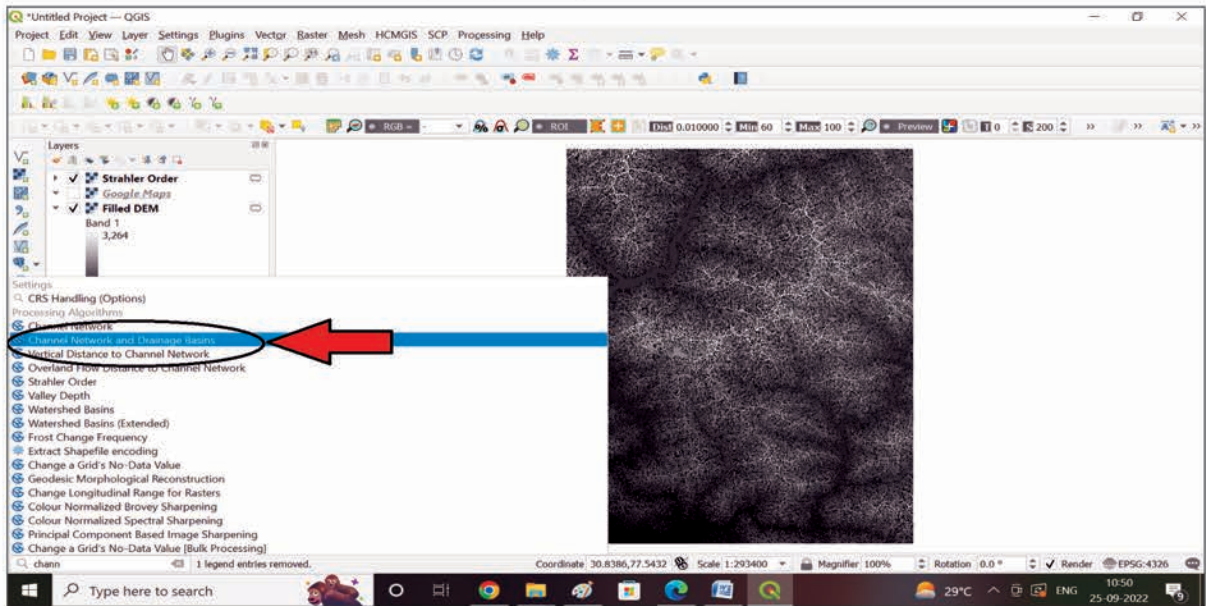 *Untitled Project — QGIS
Project Edit View Layer Settings Plugins Vector Raster Mesh HCMGIS SCP Processing Help
RGB = - ROI Dist 0.010000 Min 60 Max 100 Preview T 0 S 200 » » »
Layers
Strahler Order
Google Maps
Filled DEM
Band 1
3,264
Settings
CRS Handling (Options)
Processing Algorithms
Channel Network
Channel Network and Drainage Basins
Vertical Distance to Channel Network
Overland Flow Distance to Channel Network
Strahler Order
Valley Depth
Watershed Basins
Watershed Basins (Extended)
Frost Change Frequency
Extract Shapefile encoding
Change a Grid's No-Data Value
Geodesic Morphological Reconstruction
Change Longitudinal Range for Rasters
Colour Normalized Brovey Sharpening
Colour Normalized Spectral Sharpening
Principal Component Based Image Sharpening
Change a Grid's No-Data Value [Bulk Processing]
chann 1 legend entries removed. Coordinate 30.8386,77.5432 Scale 1:293400 Magnifier 100% Rotation 0.0 ° Render EPSG:4326
Type here to search 29°C ENG 10:50
25-09-2022 9